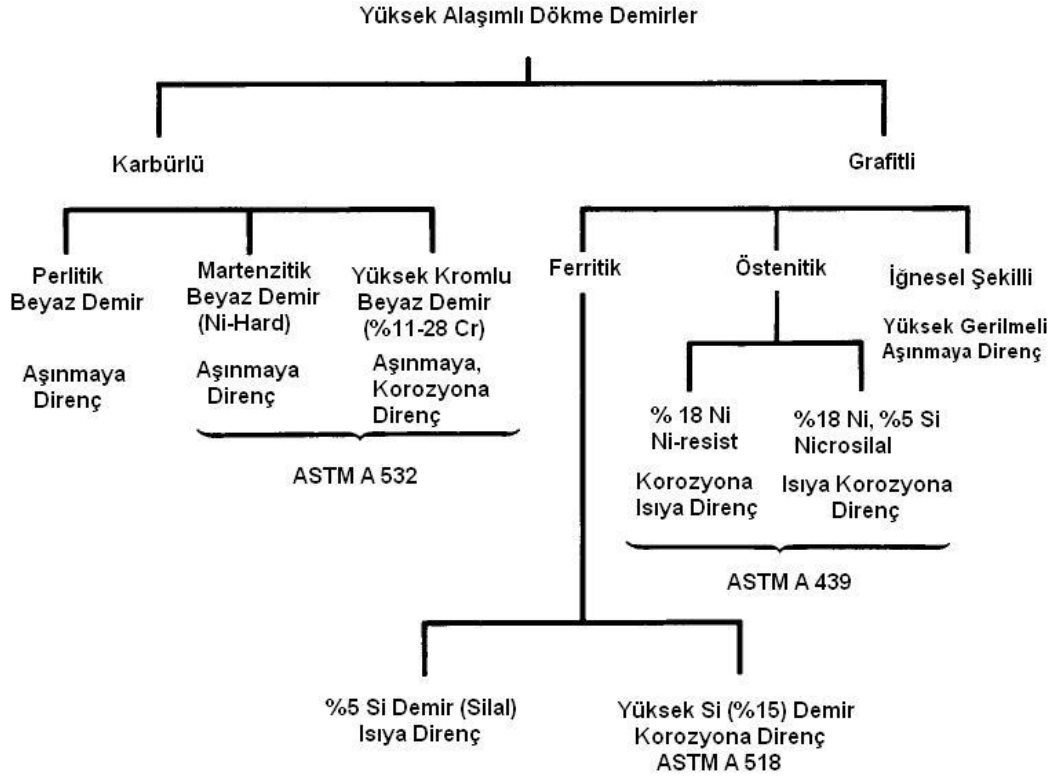 Yüksek Alaşımlı Dökme Demirler
Karbürlü
Grafitli
Perlitik
Beyaz Demir
Aşınmaya
Direnç
Martenzitik
Beyaz Demir
(Ni-Hard)
Aşınmaya
Direnç
Yüksek Kromlu
Beyaz Demir
(%11-28 Cr)
Aşınmaya,
Korozyona
Direnç
ASTM A 532
Ferritik
Östenitik
İğnesel Şekilli
Yüksek Gerilmeli
Aşınmaya Direnç
% 18 Ni
Ni-resist
Korozyona
Isıya Direnç
%18 Ni, %5 Si
Nicrosilal
Isıya Korozyona
Direnç
ASTM A 439
%5 Si Demir (Silal)
Isıya Direnç
Yüksek Si (%15) Demir
Korozyona Direnç
ASTM A 518